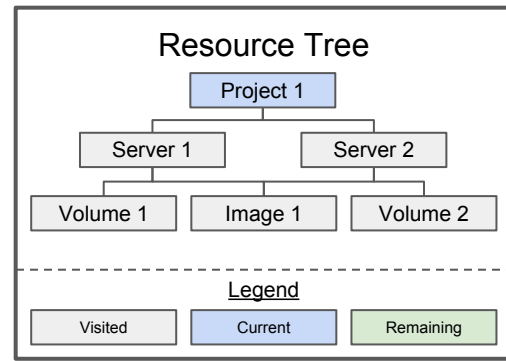 Resource Tree
Project 1
Server 1 Server 2
Volume 1 Image 1 Volume 2
Legend
Visited Current Remaining